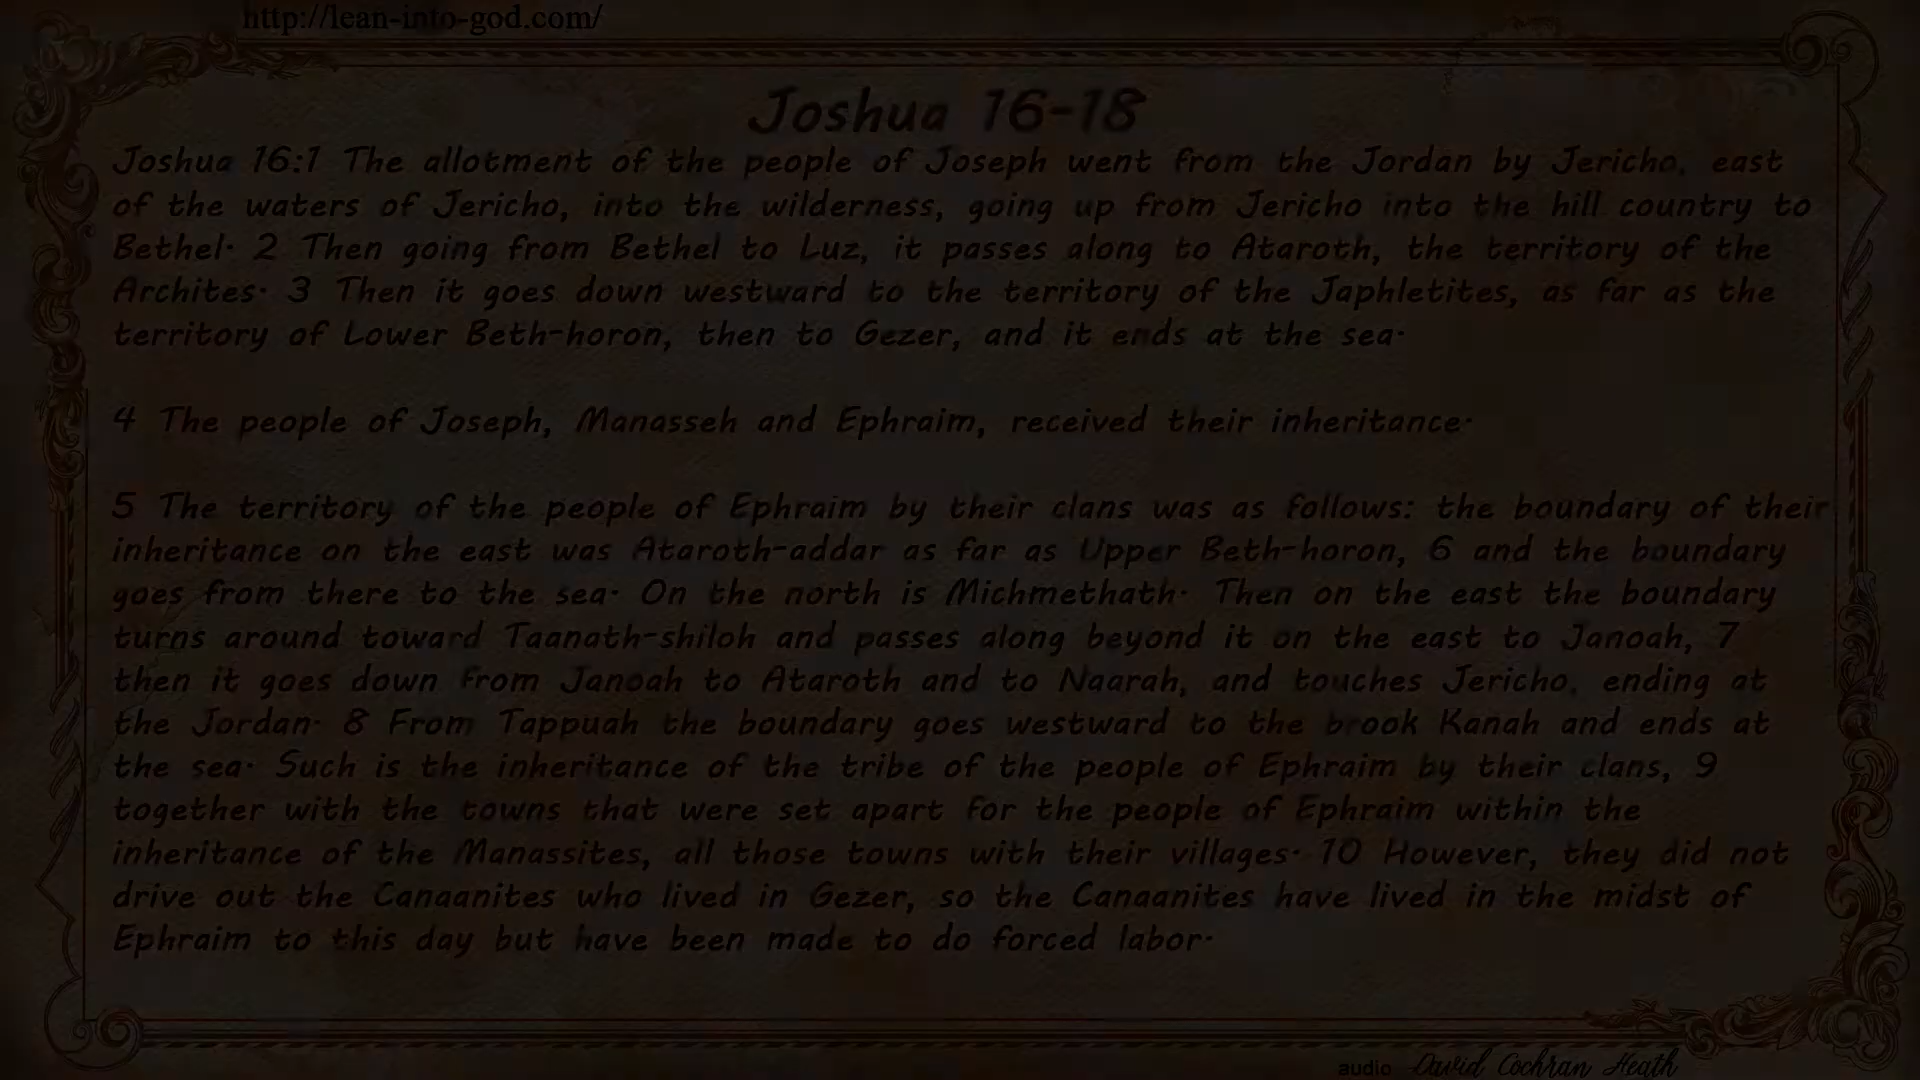 http://lean-into-god.com/
Joshua 16-18
Joshua 16:1 The allotment of the people of Joseph went from the Jordan by Jericho, east
of the waters of Jericho, into the wilderness, going up from Jericho into the hill country to
Bethel. 2 Then going from Bethel to Luz, it passes along to Ataroth, the territory of the
Archites. 3 Then it goes down westward to the territory of the Japhletites, as far as the
territory of Lower Beth-horon, then to Gezer, and it ends at the sea.
4 The people of Joseph, Manasseh and Ephraim, received their inheritance.
5 The territory of the people of Ephraim by their clans was as follows: the boundary of their
inheritance on the east was Ataroth-addar as far as Upper Beth-horon, 6 and the boundary
goes from there to the sea. On the north is Michmethath. Then on the east the boundary
turns around toward Taanath-shiloh and passes along beyond it on the east to Janoah, 7
then it goes down from Janoah to Ataroth and to Naarah, and touches Jericho, ending at
the Jordan. 8 From Tappuah the boundary goes westward to the brook Kanah and ends at
the sea. Such is the inheritance of the tribe of the people of Ephraim by their clans, 9
together with the towns that were set apart for the people of Ephraim within the
inheritance of the Manassites, all those towns with their villages. 10 However, they did not
drive out the Canaanites who lived in Gezer, so the Canaanites have lived in the midst of
Ephraim to this day but have been made to do forced labor.
audio David Cochran Heath